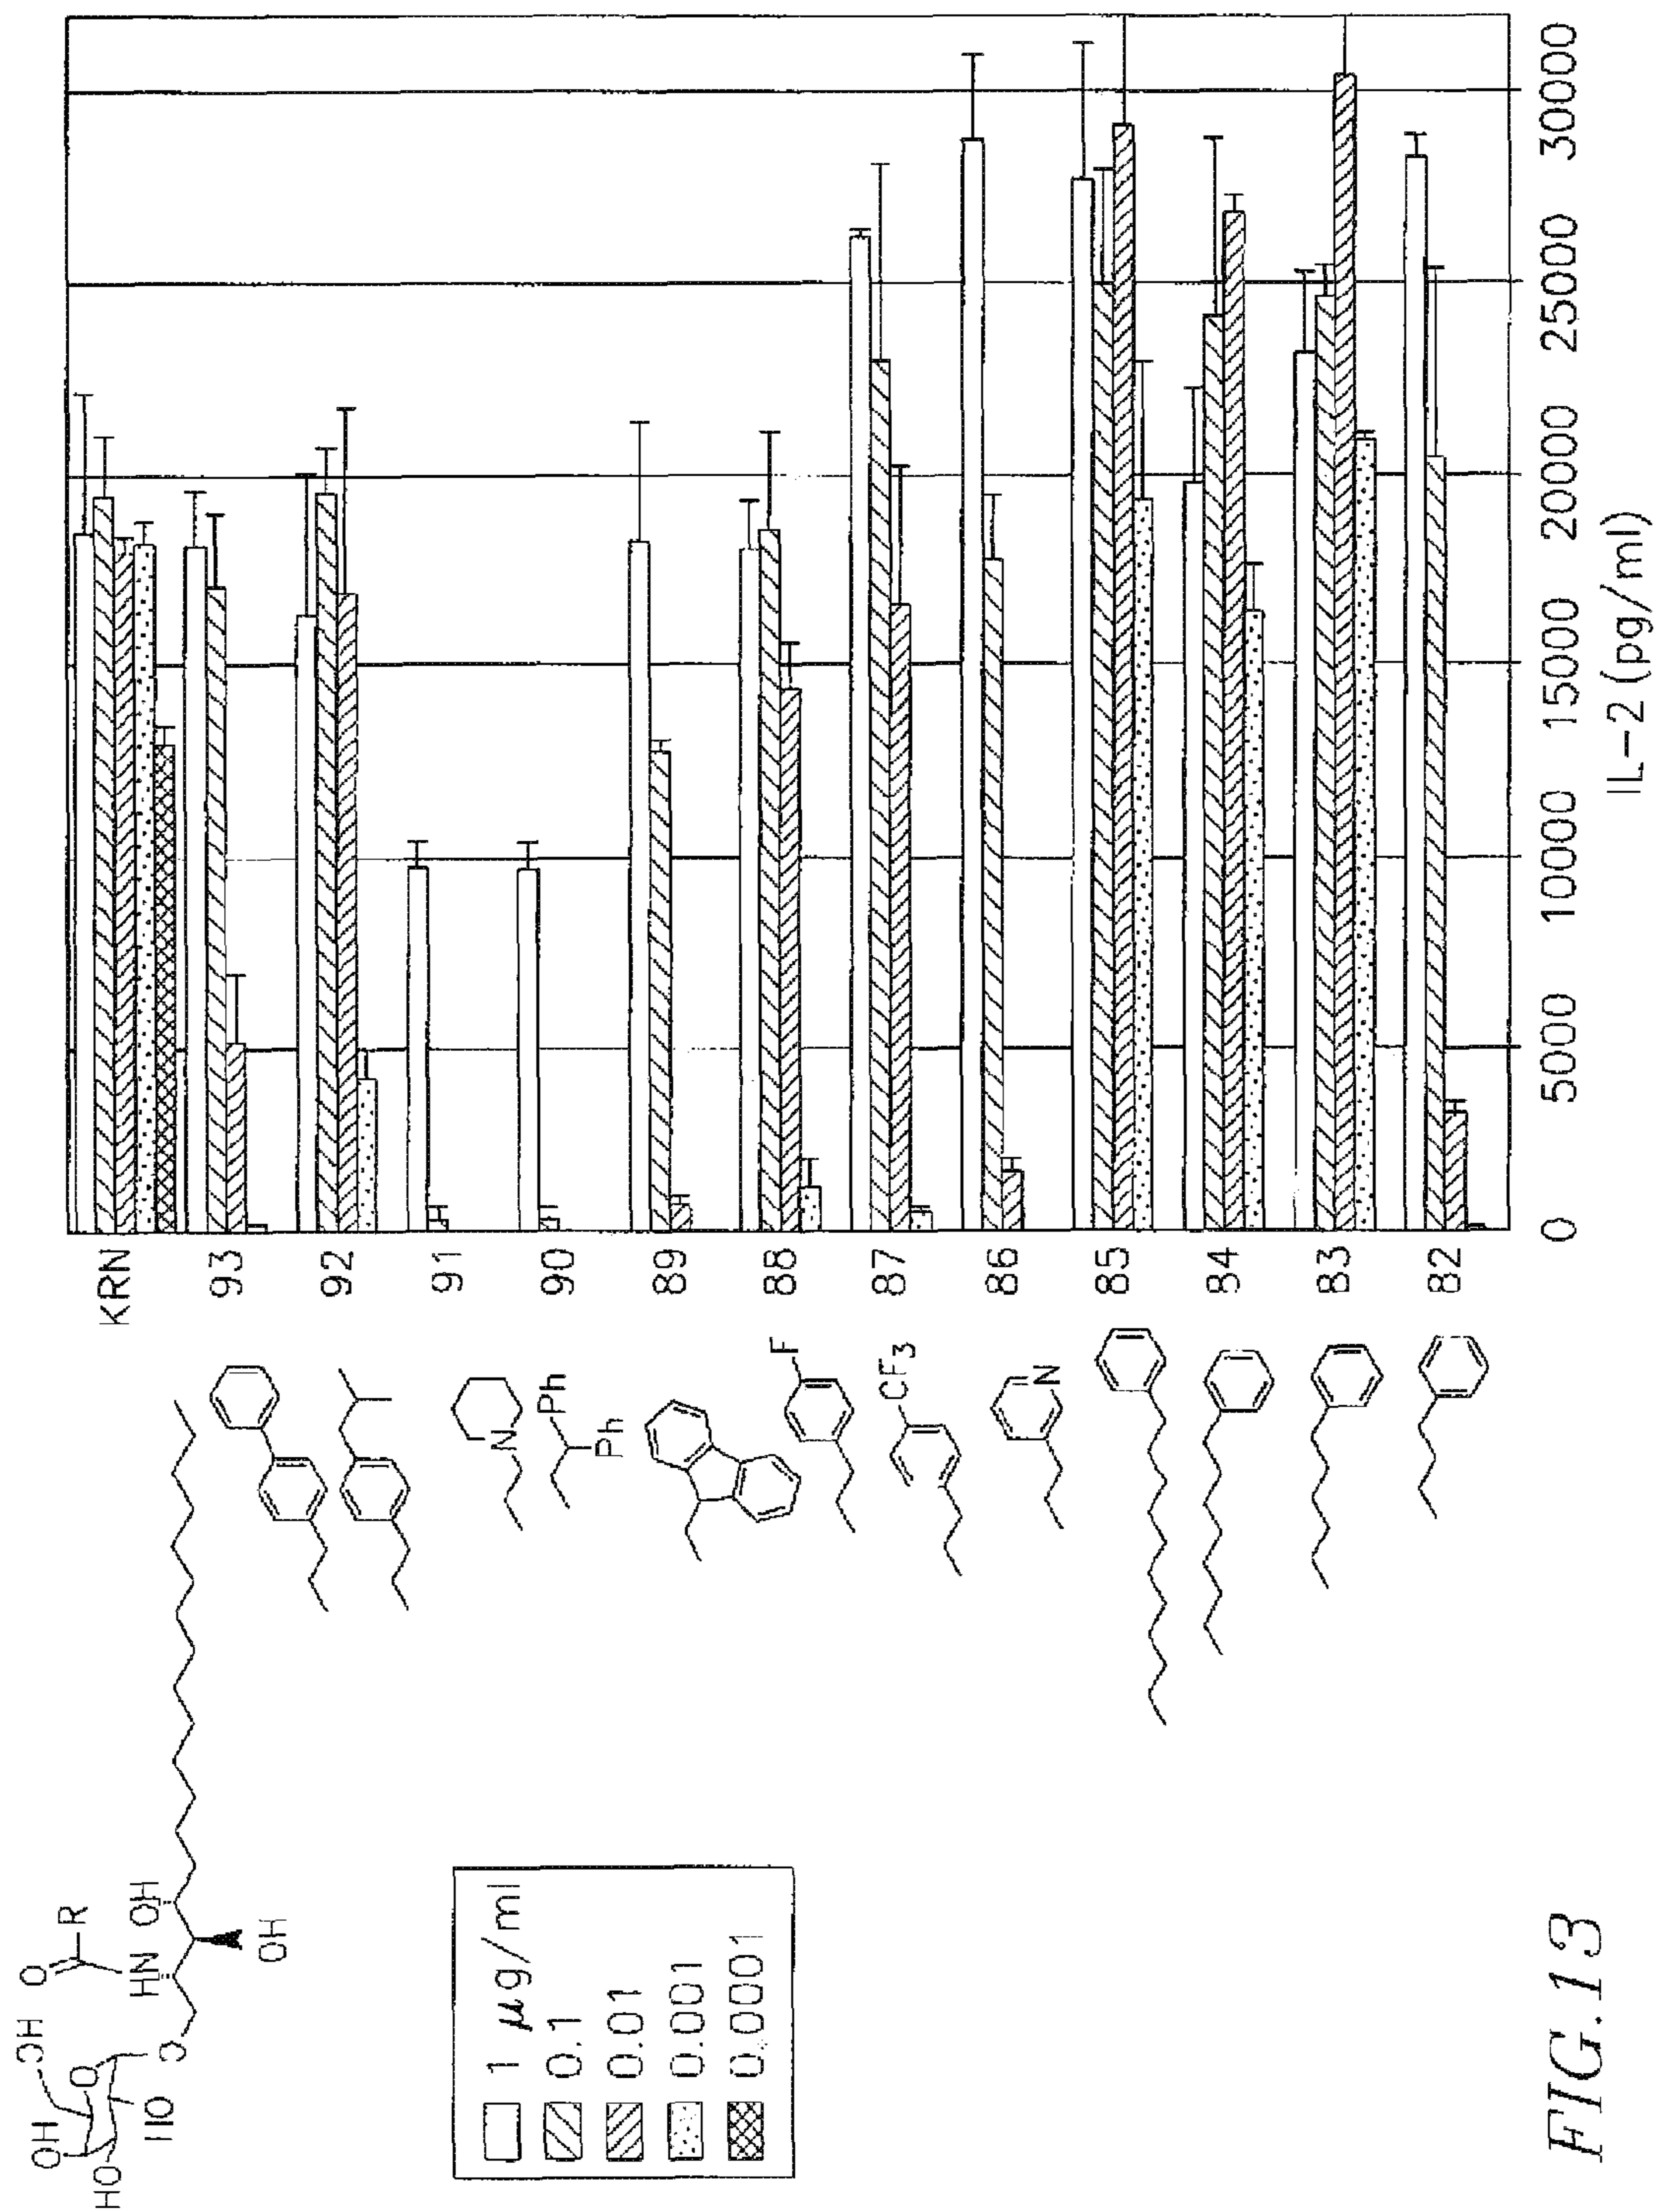 OH
OH
O
HO
HO
O
O
R
HN
OH
OH
KRN
93
92
N
91
Ph
Ph
90
89
F
88
CF3
87
N
86
85
84
83
82
1 μg/ml
0.1
0.01
0.001
0.0001
0
5000
10000
15000
20000
25000
30000
IL-2 (pg/ml)
FIG. 13